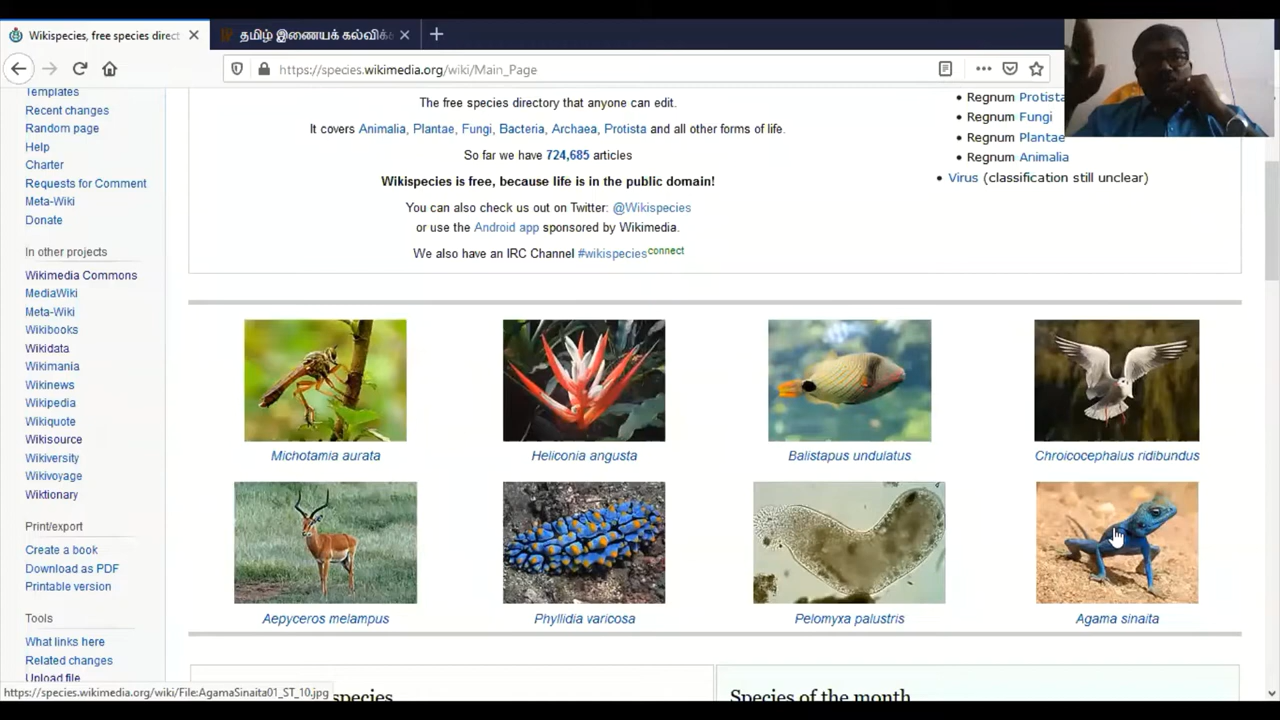 Wikispecies, free species direct
தமிழ் இணையக் கல்விக்
https://species.wikimedia.org/wiki/Main_Page
Templates
Recent changes
Random page
Help
Charter
Requests for Comment
Meta-Wiki
Donate
In other projects
Wikimedia Commons
MediaWiki
Meta-Wiki
Wikibooks
Wikidata
Wikimania
Wikinews
Wikipedia
Wikiquote
Wikisource
Wikiversity
Wikivoyage
Wiktionary
Print/export
Create a book
Download as PDF
Printable version
Tools
What links here
Related changes
Upload file
The free species directory that anyone can edit.
It covers Animalia, Plantae, Fungi, Bacteria, Archaea, Protista and all other forms of life.
So far we have 724,685 articles
Wikispecies is free, because life is in the public domain!
You can also check us out on Twitter: @Wikispecies
or use the Android app sponsored by Wikimedia.
We also have an IRC Channel #wikispecies connect
• Regnum Protista
• Regnum Fungi
• Regnum Plantae
• Regnum Animalia
• Virus (classification still unclear)
Michotamia aurata
Heliconia angusta
Balistapus undulatus
Chroicocephalus ridibundus
Aepyceros melampus
Phyllidia varicosa
Pelomyxa palustris
Agama sinaita
species
Species of the month
https://species.wikimedia.org/wiki/File:AgamaSinaita01_ST_10.jpg